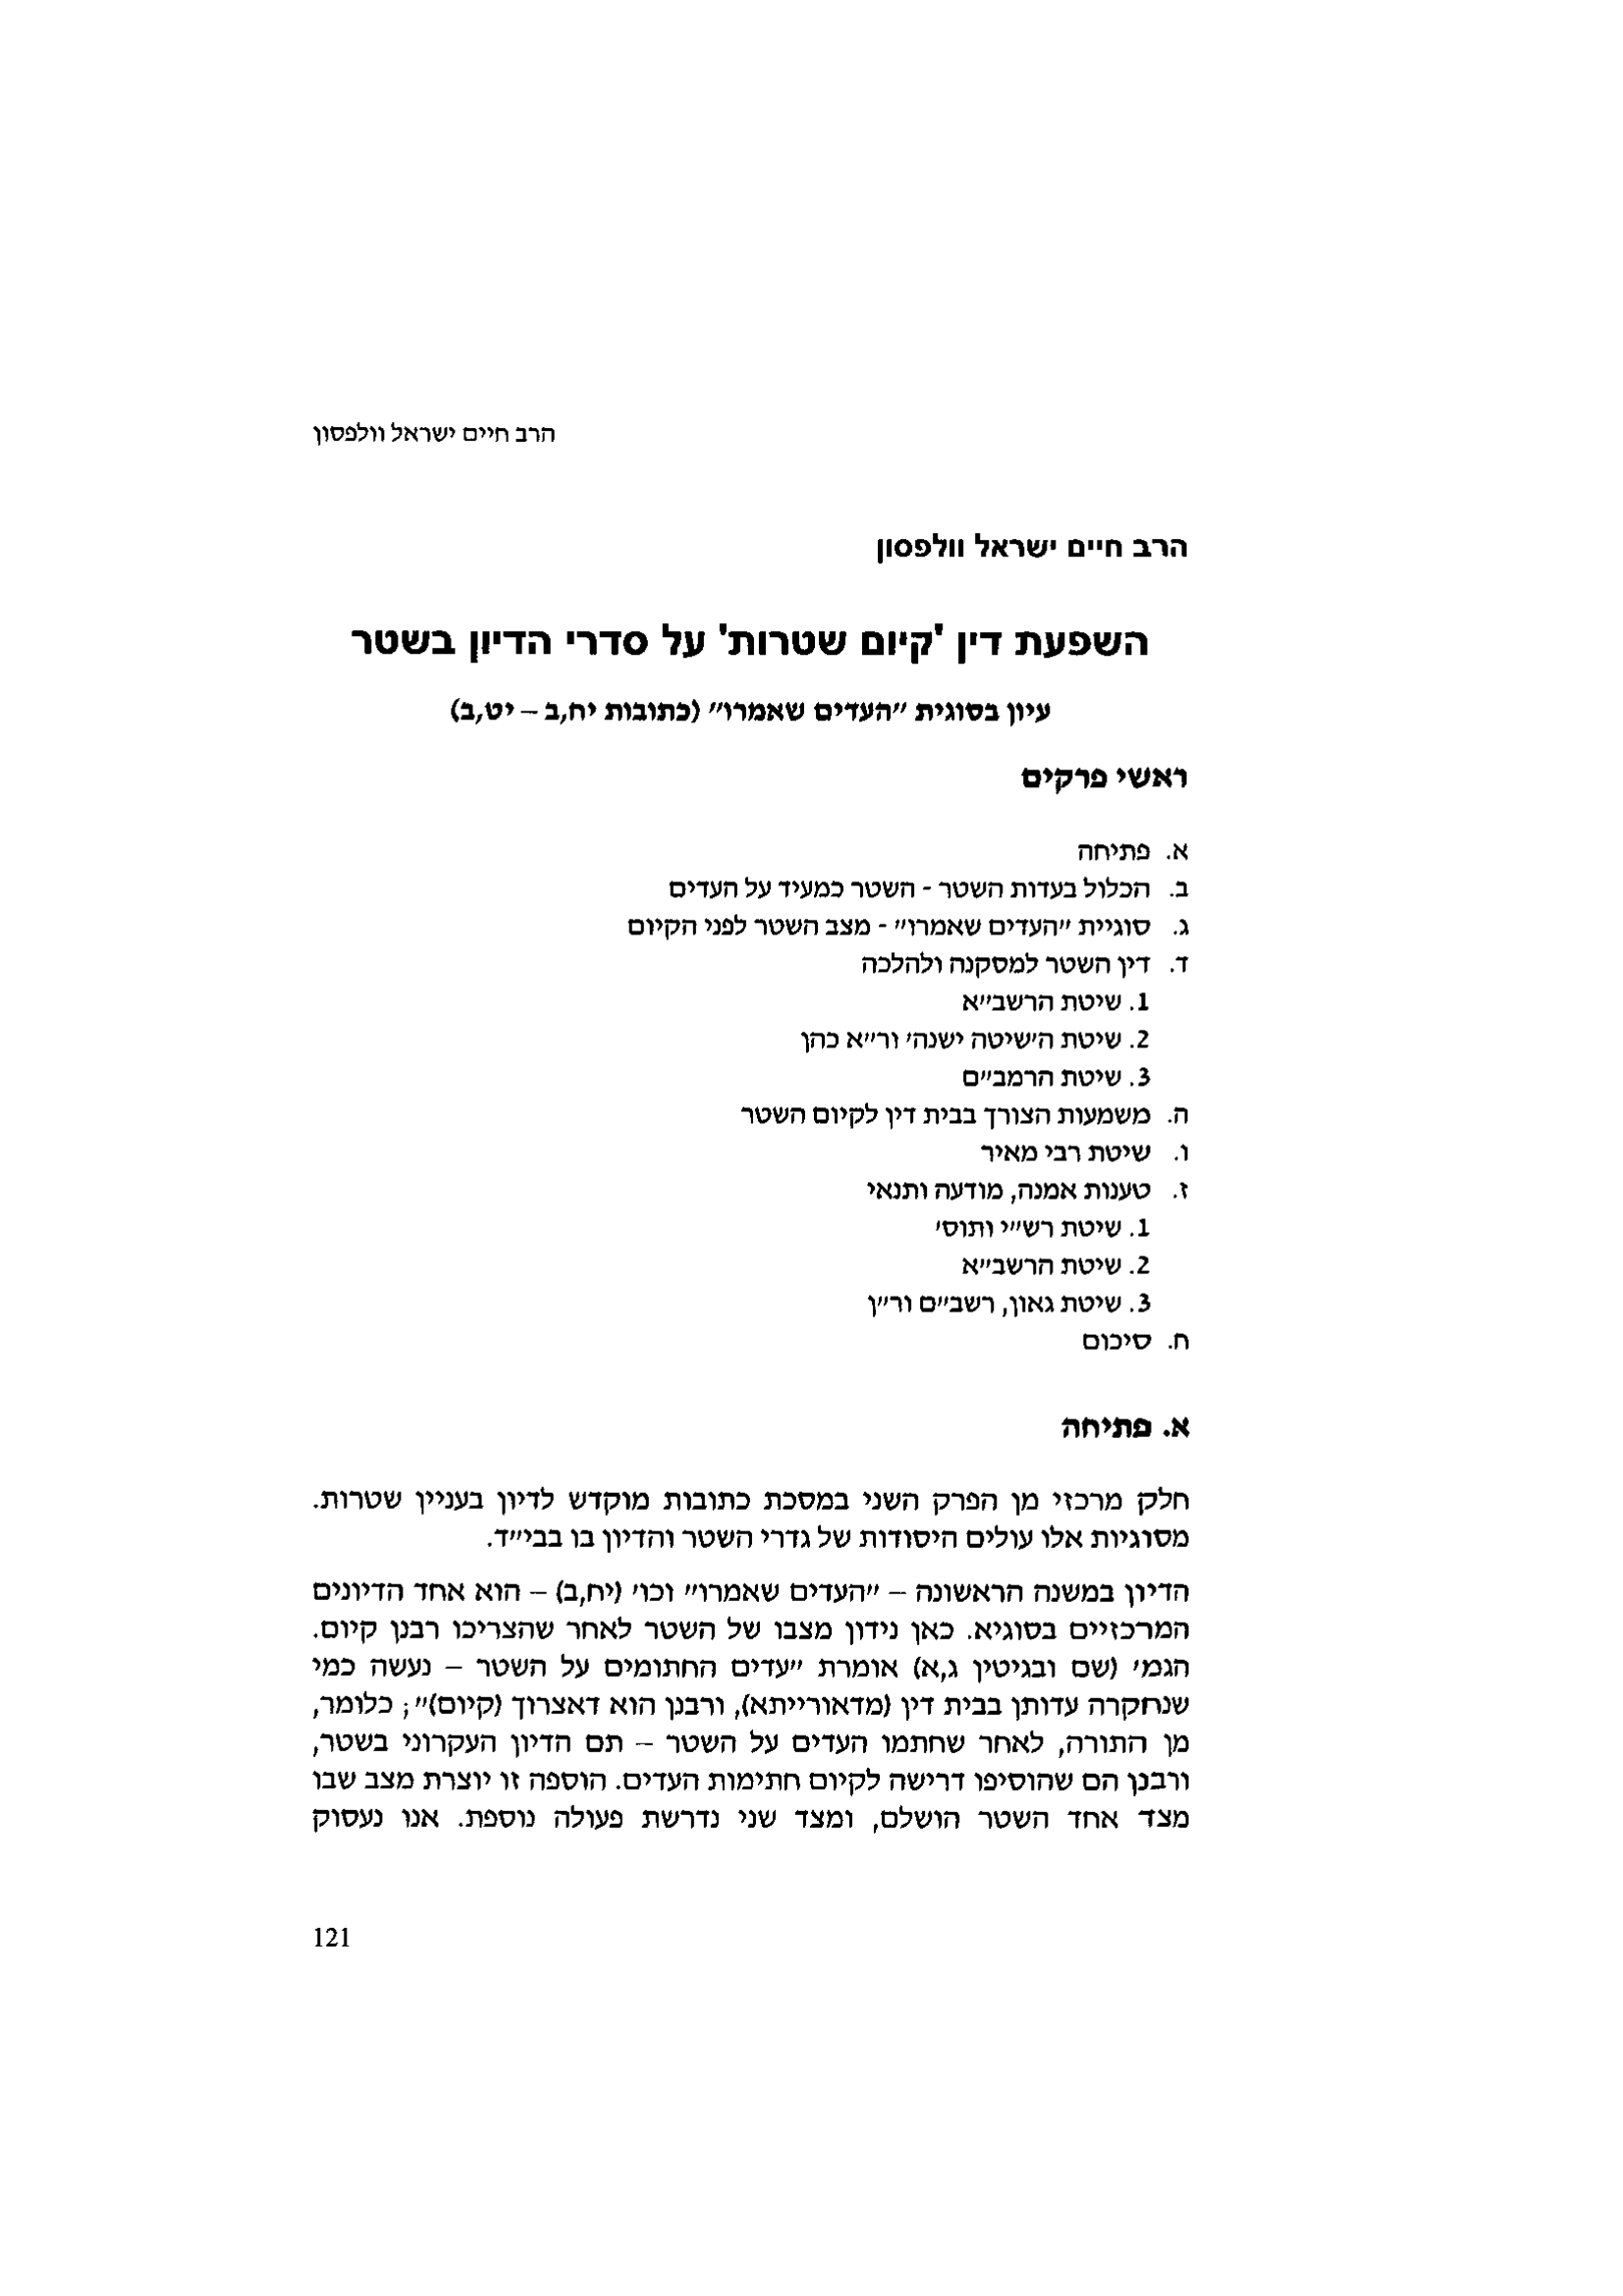 הרב חיים ישראל וולפסון
הרב חיים ישראל וולפסון
השפעת דין 'קיום שטרות' על סדרי הדיון בשטר
עיון בסוגית "העדים שאמרו" (כתובות יח,ב – יט,ב)
ראשי פרקים
א. פתיחה
ב. הכלול בעדות השטר - השטר כמעיד על העדים
ג. סוגיית "העדים שאמרו" - מצב השטר לפני הקיום
ד. דין השטר למסקנה ולהלכה
1. שיטת הרשב"א
2. שיטת ה'שיטה ישנה' ור"א כהן
3. שיטת הרמב"ם
ה. משמעות הצורך בבית דין לקיום השטר
ו. שיטת רבי מאיר
ז. טענות אמנה, מודעה ותנאי
1. שיטת רש"י ותוס'
2. שיטת הרשב"א
3. שיטת גאון, רשב"ם ור"ן
ח. סיכום
א. פתיחה
חלק מרכזי מן הפרק השני במסכת כתובות מוקדש לדיון בעניין שטרות.
מסוגיות אלו עולים היסודות של גדרי השטר והדיון בו בבי"ד.
הדיון במשנה הראשונה – "העדים שאמרו" וכו' (יח,ב) – הוא אחד הדיונים
המרכזיים בסוגיא. כאן נידון מצבו של השטר לאחר שהצריכו רבנן קיום.
הגמ' (שם ובגיטין ג,א) אומרת "עדים החתומים על השטר – נעשה כמי
שנחקרה עדותן בבית דין (מדאורייתא), ורבנן הוא דאצרוך (קיום)"; כלומר,
מן התורה, לאחר שחתמו העדים על השטר – תם הדיון העקרוני בשטר,
ורבנן הם שהוסיפו דרישה לקיום חתימות העדים. הוספה זו יוצרת מצב שבו
מצד אחד השטר הושלם, ומצד שני נדרשת פעולה נוספת. אנו נעסוק
121